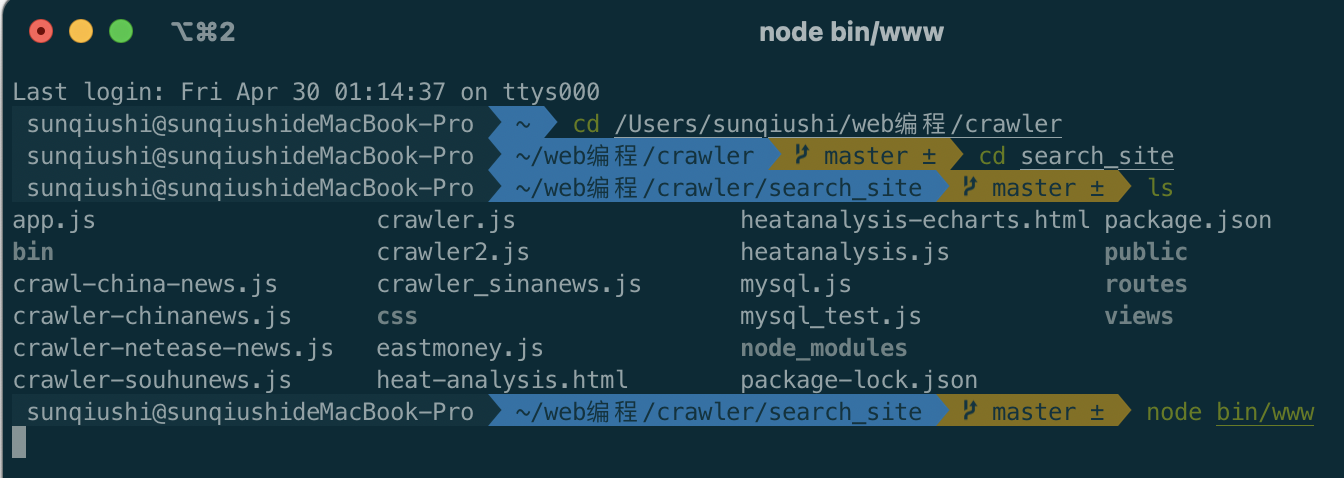 ⌥⌘2 node bin/www
Last login: Fri Apr 30 01:14:37 on ttys000
sunqiushi@sunqiushideMacBook-Pro ~ cd /Users/sunqiushi/web编程/crawler
sunqiushi@sunqiushideMacBook-Pro ~/web编程/crawler master ± cd search_site
sunqiushi@sunqiushideMacBook-Pro ~/web编程/crawler/search_site master ± ls
app.js crawler.js heatanalysis-echarts.html package.json
bin crawler2.js heatanalysis.js public
crawl-china-news.js crawler_sinanews.js mysql.js routes
crawler-chinanews.js css mysql_test.js views
crawler-netease-news.js eastmoney.js node_modules
crawler-souhunews.js heat-analysis.html package-lock.json
sunqiushi@sunqiushideMacBook-Pro ~/web编程/crawler/search_site master ± node bin/www